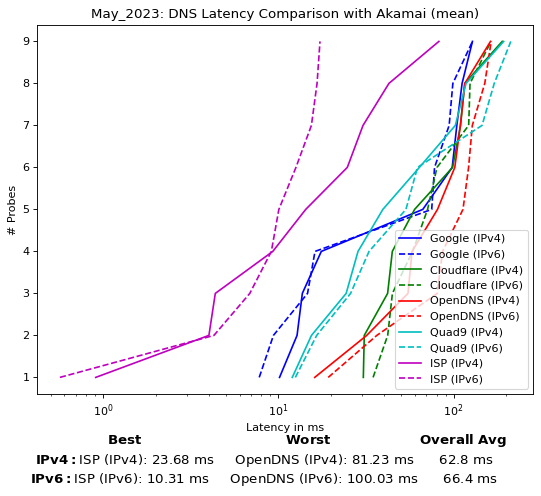 May_2023: DNS Latency Comparison with Akamai (mean)
# Probes
9
8
7
6
5
4
3
2
1
Google (IPv4)
Google (IPv6)
Cloudflare (IPv4)
Cloudflare (IPv6)
OpenDNS (IPv4)
OpenDNS (IPv6)
Quad9 (IPv4)
Quad9 (IPv6)
ISP (IPv4)
ISP (IPv6)
10⁰ 10¹ 10²
Latency in ms
Best Worst Overall Avg
IPv4: ISP (IPv4): 23.68 ms OpenDNS (IPv4): 81.23 ms 62.8 ms
IPv6: ISP (IPv6): 10.31 ms OpenDNS (IPv6): 100.03 ms 66.4 ms